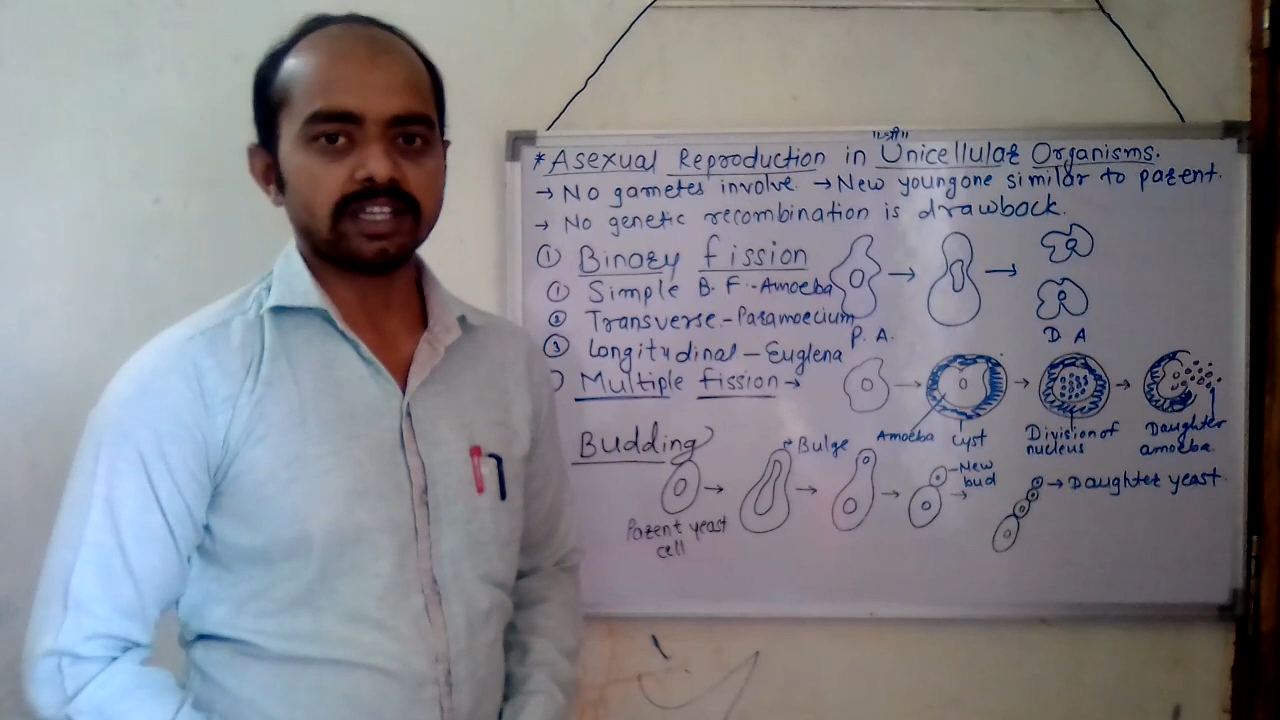 "श्री"
* Asexual Reproduction in Unicellular Organisms.
→ No gametes involve. → New youngone similar to parent.
→ No genetic recombination is drawback.
① Binary fission
① Simple B.F.-Amoeba
② Transverse.-Paramoecium
③ Longitudinal - Euglena
P. A.
D A
) Multiple fission →
Amoeba
Cyst
Division of
nucleus
Daughter
amoeba.
Budding
Bulge
New
bud
→ Daughter yeast.
Parent yeast
cell